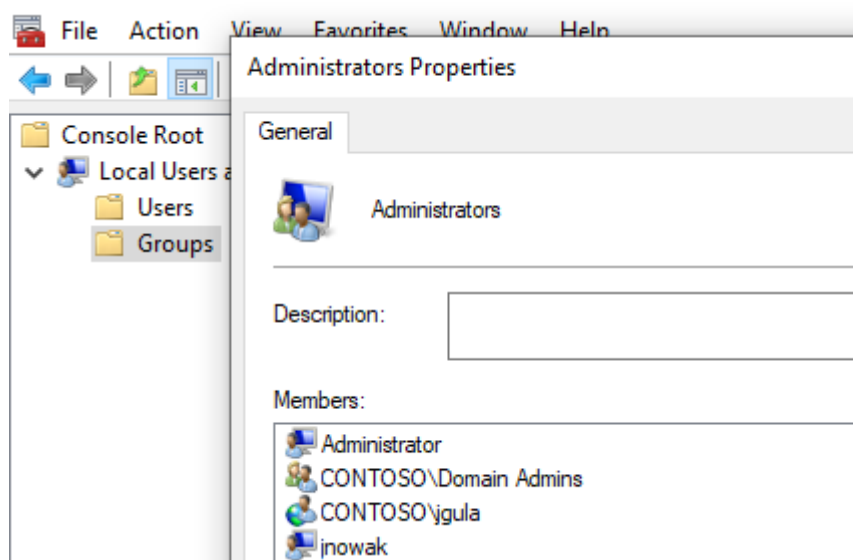 File Action View Favorites Window Help
Administrators Properties
Console Root
General
Local Users a
Users
Administrators
Groups
Description:
Members:
Administrator
CONTOSO\Domain Admins
CONTOSO\jgula
jnowak